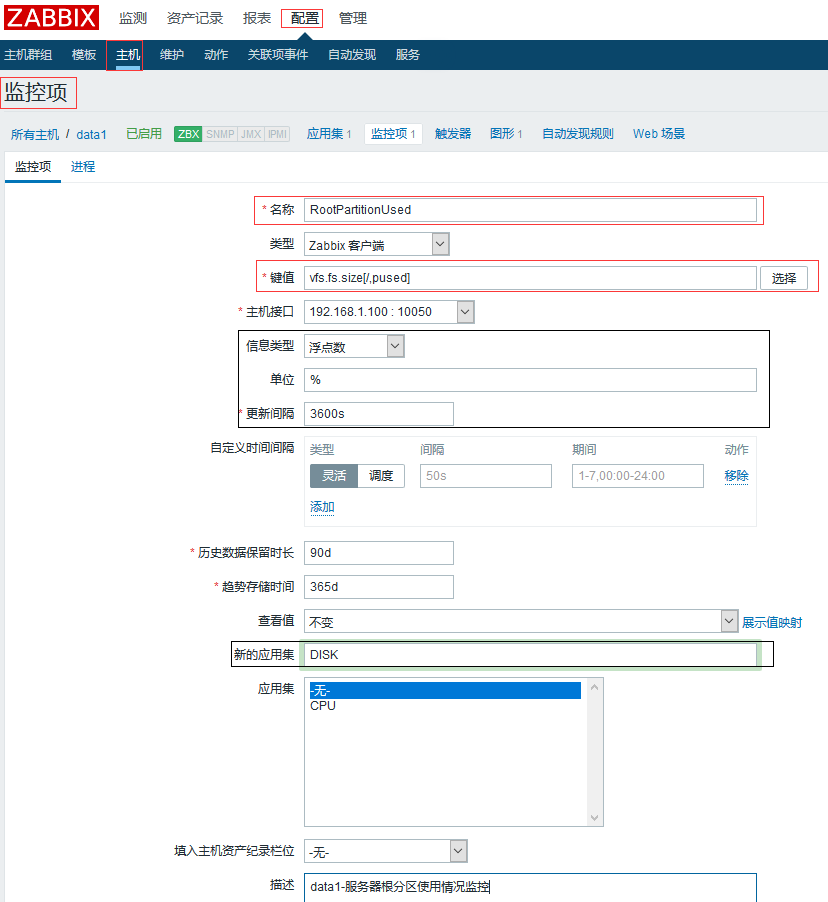 ZABBIX 监测 资产记录 报表 配置 管理
主机群组 模板 主机 维护 动作 关联项事件 自动发现 服务
监控项
所有主机 / data1 已启用 ZBX SNMP JMX IPMI 应用集 1 监控项 1 触发器 图形 1 自动发现规则 Web 场景
监控项 进程
* 名称 RootPartitionUsed
类型 Zabbix 客户端
* 键值 vfs.fs.size[/,pused] 选择
* 主机接口 192.168.1.100 : 10050
信息类型 浮点数
单位 %
* 更新间隔 3600s
自定义时间间隔 类型 间隔 期间 动作
灵活 调度 50s 1-7,00:00-24:00 移除
添加
* 历史数据保留时长 90d
* 趋势存储时间 365d
查看值 不变 展示值映射
新的应用集 DISK
应用集 -无-
CPU
填入主机资产纪录栏位 -无-
描述 data1-服务器根分区使用情况监控